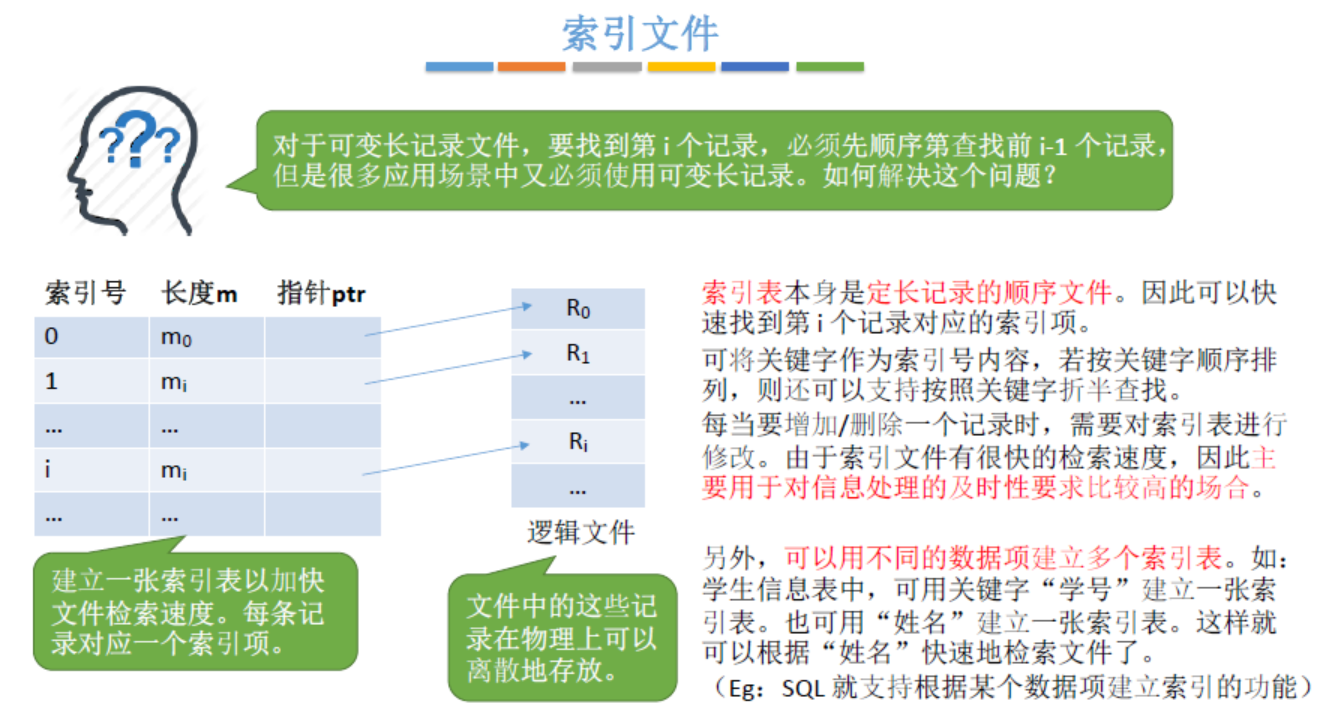 索引文件
???
对于可变长记录文件，要找到第 i 个记录，必须先顺序第查找前 i-1 个记录，
但是很多应用场景中又必须使用可变长记录。如何解决这个问题？
索引号 长度m 指针ptr
0 m₀
1 mᵢ
... ...
i mᵢ
... ...
R₀
R₁
...
Rᵢ
...
逻辑文件
建立一张索引表以加快
文件检索速度。每条记
录对应一个索引项。
文件中的这些记
录在物理上可以
离散地存放。
索引表本身是定长记录的顺序文件。因此可以快
速找到第 i 个记录对应的索引项。
可将关键字作为索引号内容，若按关键字顺序排
列，则还可以支持按照关键字折半查找。
每当要增加/删除一个记录时，需要对索引表进行
修改。由于索引文件有很快的检索速度，因此主
要用于对信息处理的及时性要求比较高的场合。
另外，可以用不同的数据项建立多个索引表。如：
学生信息表中，可用关键字“学号”建立一张索
引表。也可用“姓名”建立一张索引表。这样就
可以根据“姓名”快速地检索文件了。
（Eg：SQL 就支持根据某个数据项建立索引的功能）